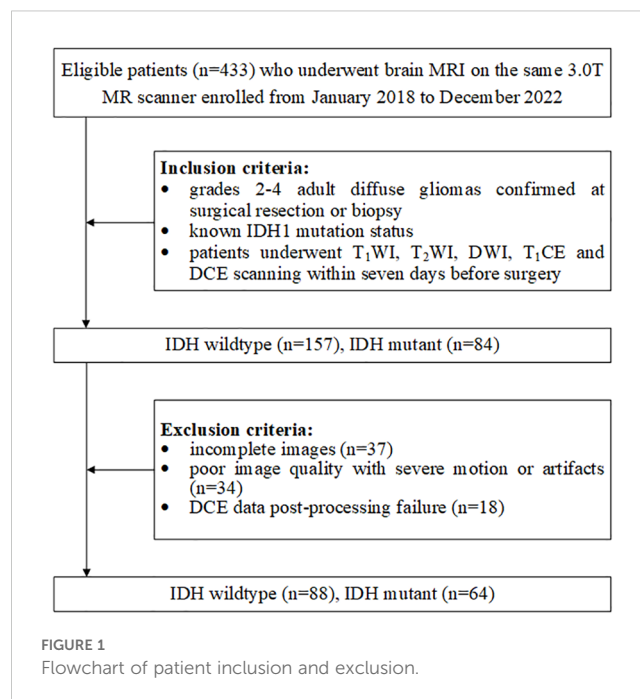 Eligible patients (n=433) who underwent brain MRI on the same 3.0T
MR scanner enrolled from January 2018 to December 2022
Inclusion criteria:
• grades 2-4 adult diffuse gliomas confirmed at
surgical resection or biopsy
• known IDH1 mutation status
• patients underwent T₁WI, T₂WI, DWI, T₁CE and
DCE scanning within seven days before surgery
IDH wildtype (n=157), IDH mutant (n=84)
Exclusion criteria:
• incomplete images (n=37)
• poor image quality with severe motion or artifacts
(n=34)
• DCE data post-processing failure (n=18)
IDH wildtype (n=88), IDH mutant (n=64)
FIGURE 1
Flowchart of patient inclusion and exclusion.